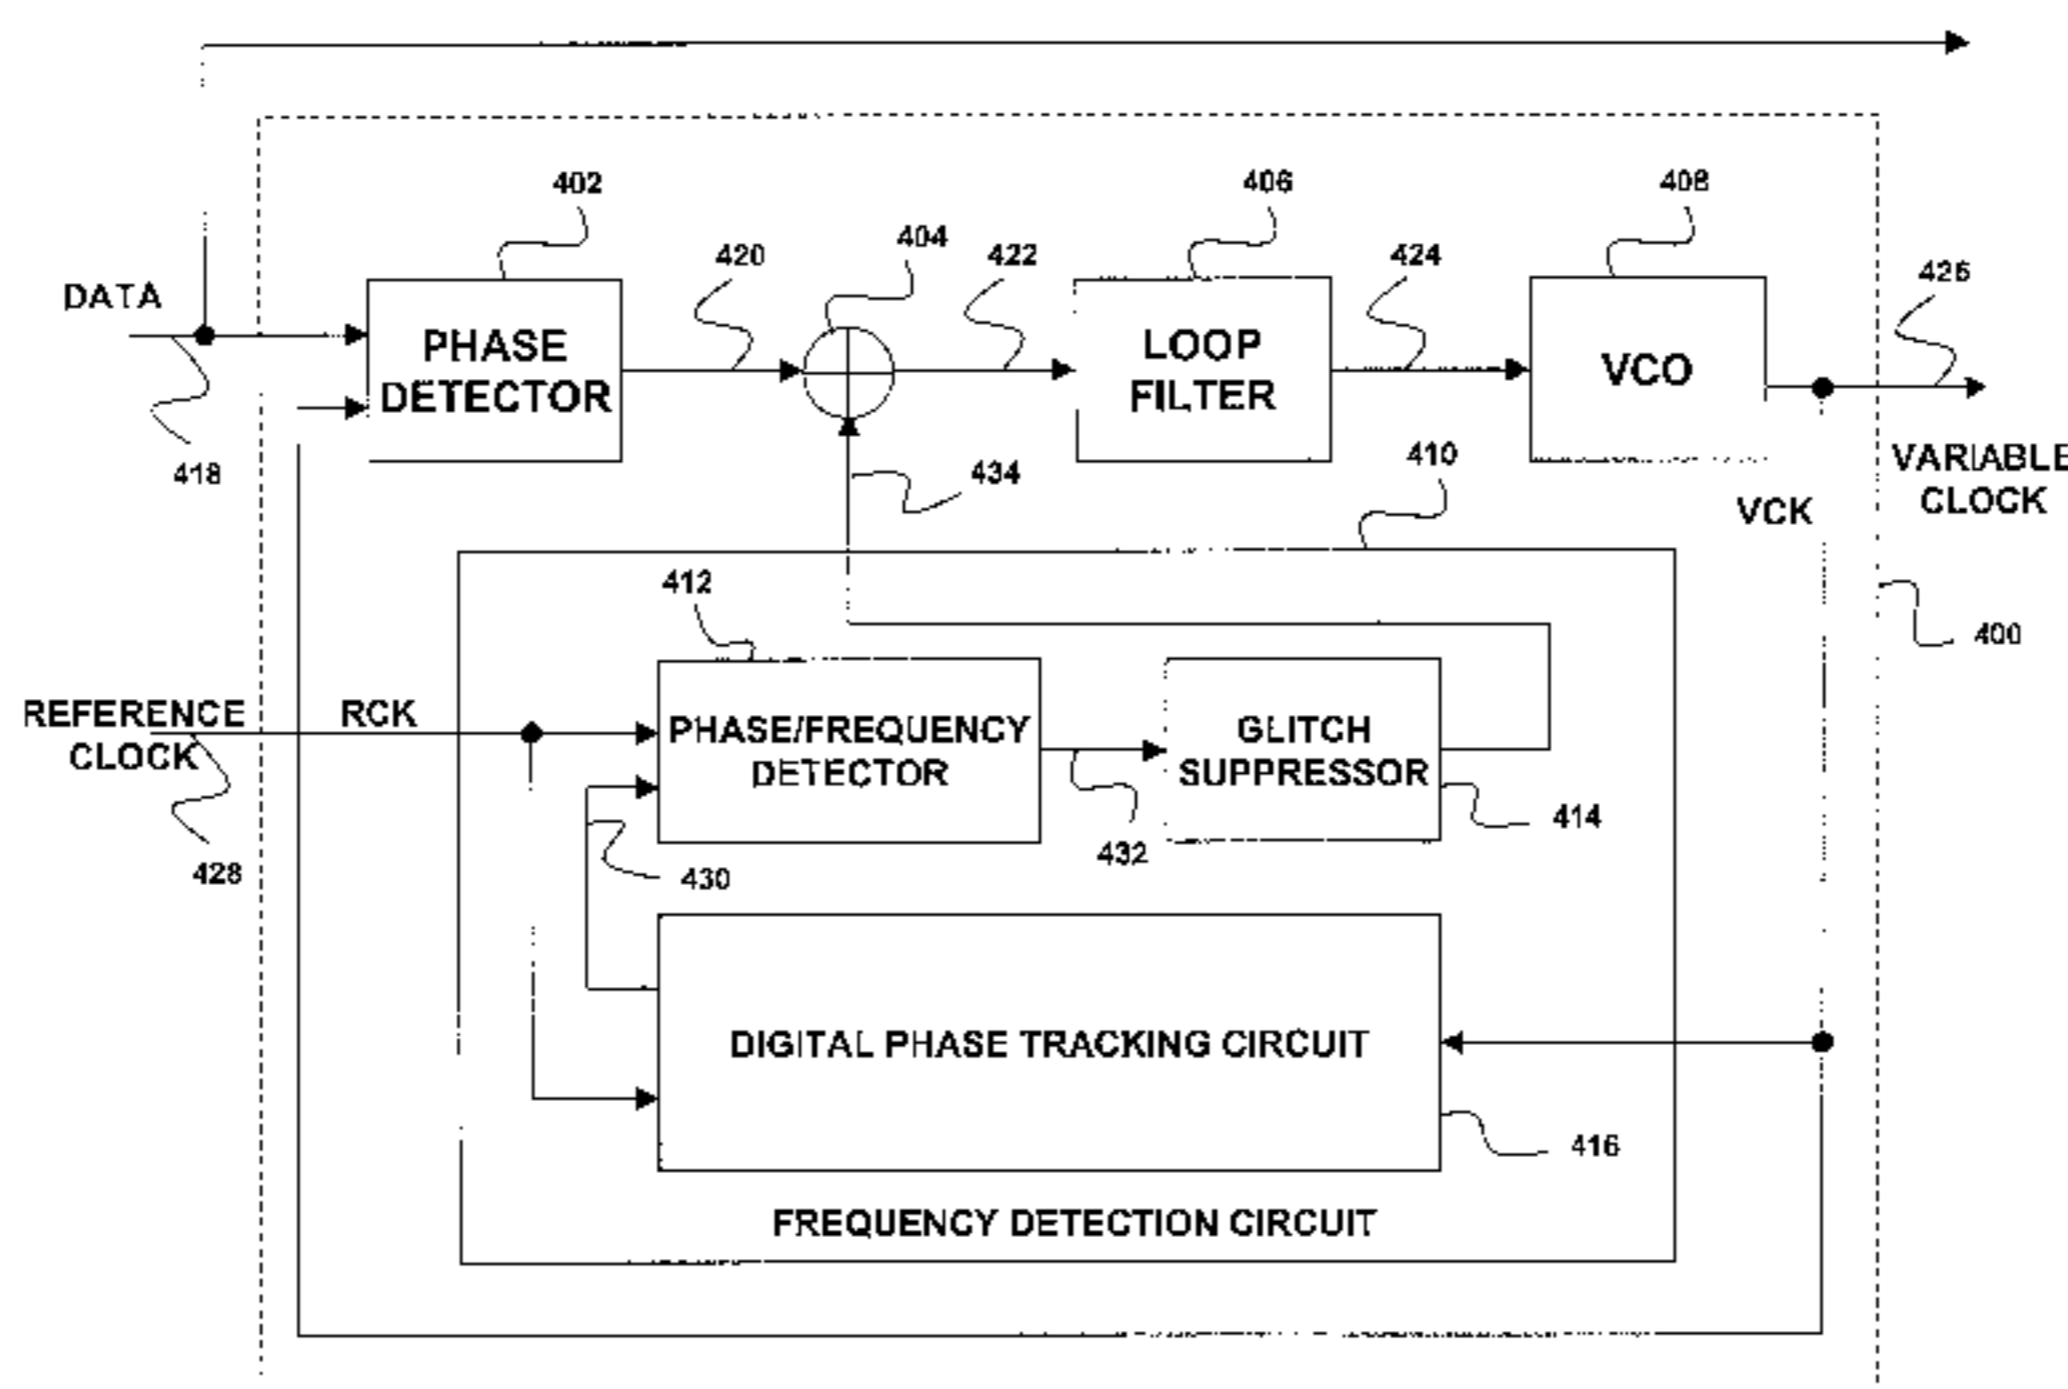 402
406
408
404
420
422
424
426
DATA
PHASE
DETECTOR
LOOP
FILTER
VCO
418
434
410
VARIABLE
CLOCK
VCK
412
400
REFERENCE
CLOCK
RCK
PHASE/FREQUENCY
DETECTOR
GLITCH
SUPPRESSOR
414
432
428
430
DIGITAL PHASE TRACKING CIRCUIT
416
FREQUENCY DETECTION CIRCUIT